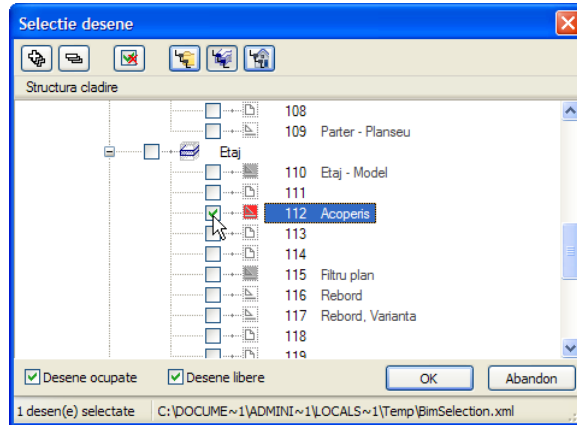 Selectie desene
Structura cladire
108
109 Parter - Planseu
Etaj
110 Etaj - Model
111
112 Acoperis
113
114
115 Filtru plan
116 Rebord
117 Rebord, Varianta
118
119
Desene ocupate Desene libere OK Abandon
1 desen(e) selectate C:\DOCUME~1\ADMINI~1\LOCALS~1\Temp\BimSelection.xml